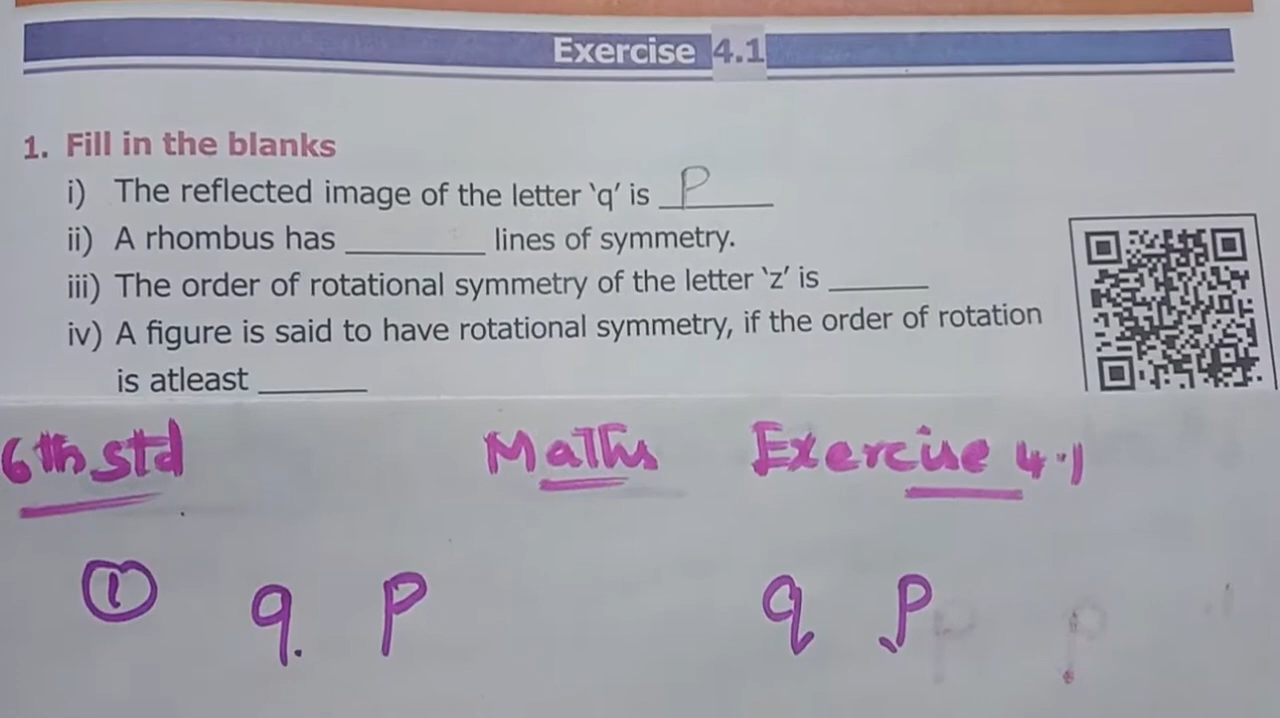 Exercise 4.1
1. Fill in the blanks
i) The reflected image of the letter ‘q’ is P
ii) A rhombus has ________ lines of symmetry.
iii) The order of rotational symmetry of the letter ‘z’ is ______
iv) A figure is said to have rotational symmetry, if the order of rotation
is atleast ______
6th std Maths Exercise 4.1
1 q. P q p